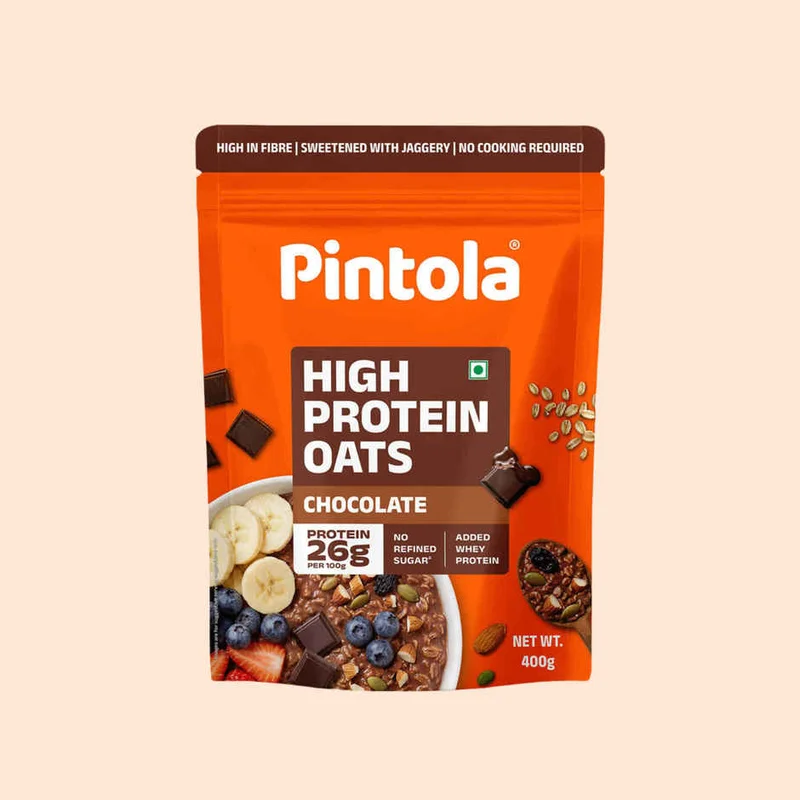 HIGH IN FIBRE | SWEETENED WITH JAGGERY | NO COOKING REQUIRED
Pintola®
HIGH
PROTEIN
OATS
CHOCOLATE
PROTEIN
26g
PER 100g
NO
REFINED
SUGAR*
ADDED
WHEY
PROTEIN
NET WT.
400g